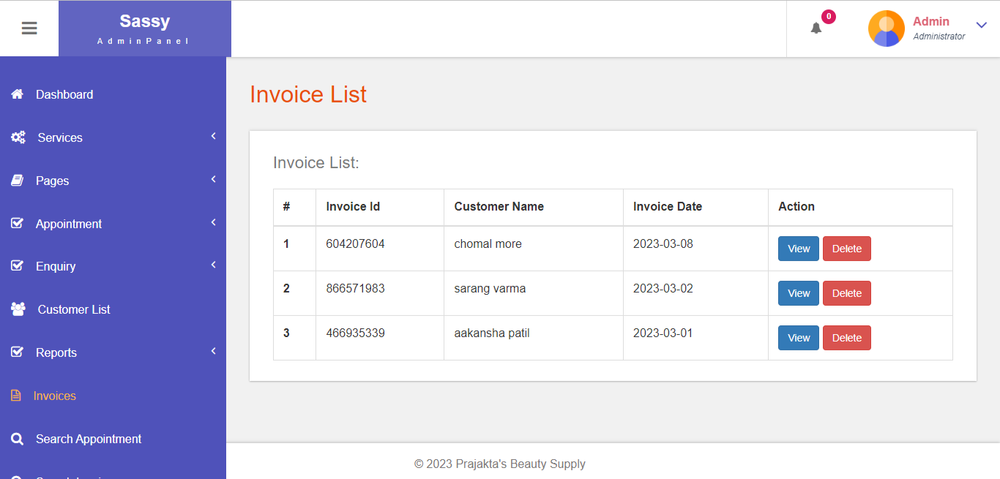 Sassy
AdminPanel
0
Admin
Administrator
Dashboard
Services
Pages
Appointment
Enquiry
Customer List
Reports
Invoices
Search Appointment
Invoice List
Invoice List:
# Invoice Id Customer Name Invoice Date Action
1 604207604 chomal more 2023-03-08 View Delete
2 866571983 sarang varma 2023-03-02 View Delete
3 466935339 aakansha patil 2023-03-01 View Delete
© 2023 Prajakta's Beauty Supply